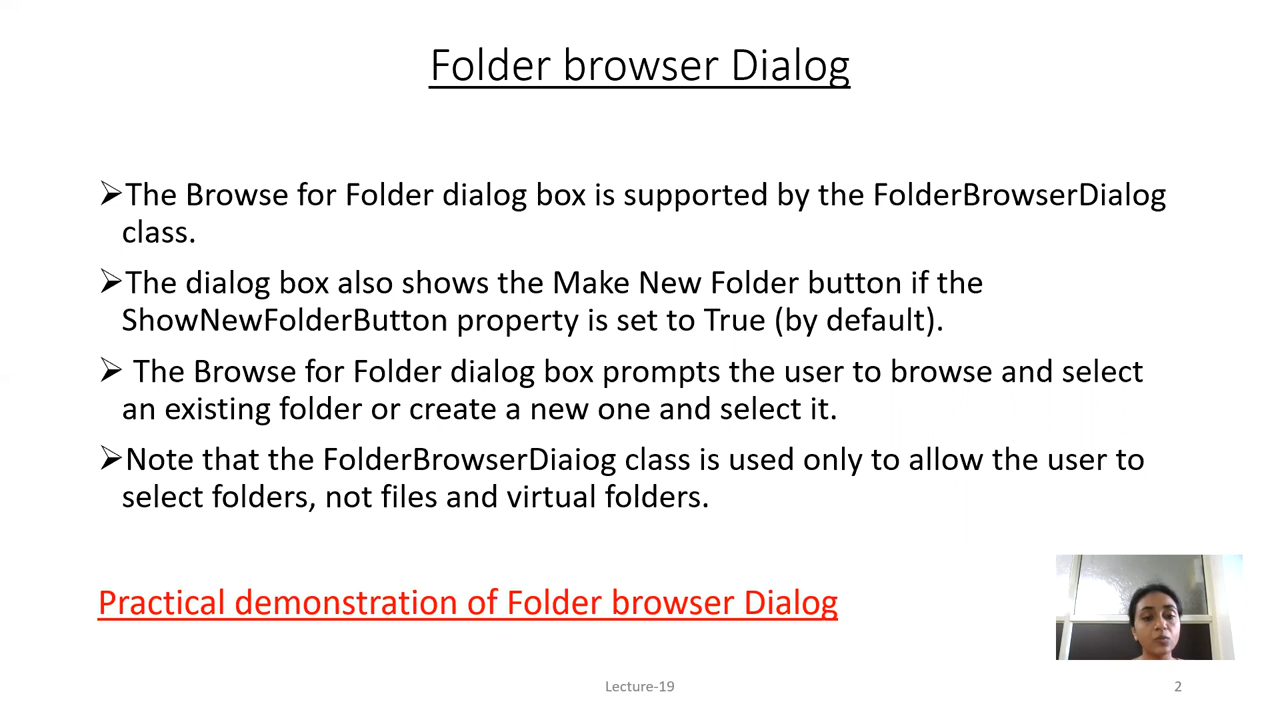 Folder browser Dialog
➢The Browse for Folder dialog box is supported by the FolderBrowserDialog
class.
➢The dialog box also shows the Make New Folder button if the
ShowNewFolderButton property is set to True (by default).
➢ The Browse for Folder dialog box prompts the user to browse and select
an existing folder or create a new one and select it.
➢Note that the FolderBrowserDiaiog class is used only to allow the user to
select folders, not files and virtual folders.
Practical demonstration of Folder browser Dialog
Lecture-19
2